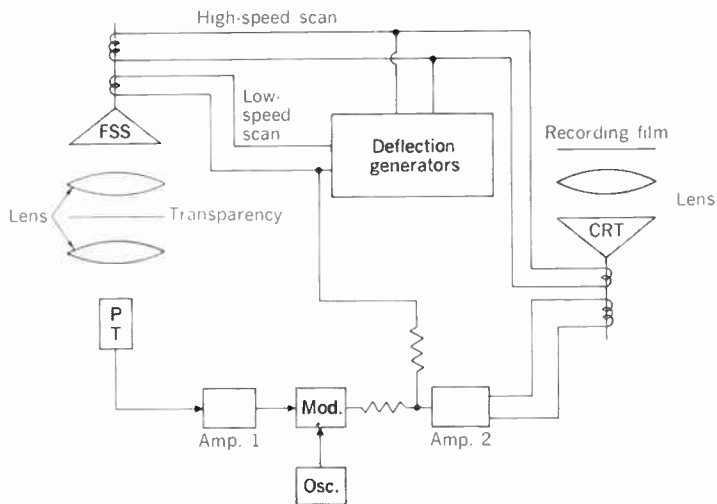 High-speed scan
Low-
speed
scan
FSS
Deflection
generators
Recording film
Lens
Transparency
Lens
CRT
P
T
Mod.
Amp. 1
Amp. 2
Osc.